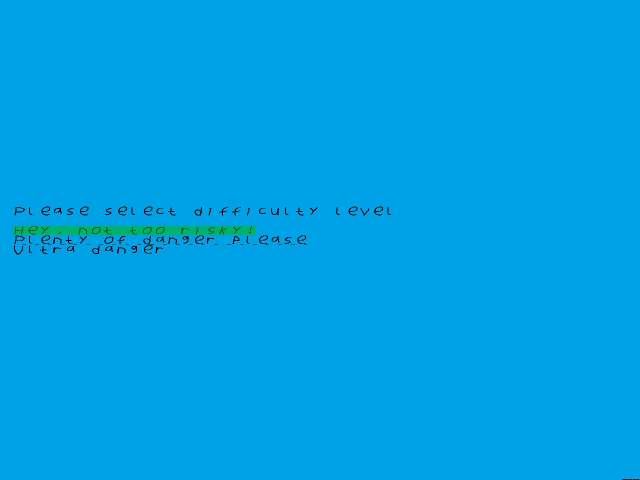 Please select difficulty level
Hey, not too risky!
Plenty of danger please
Ultra danger